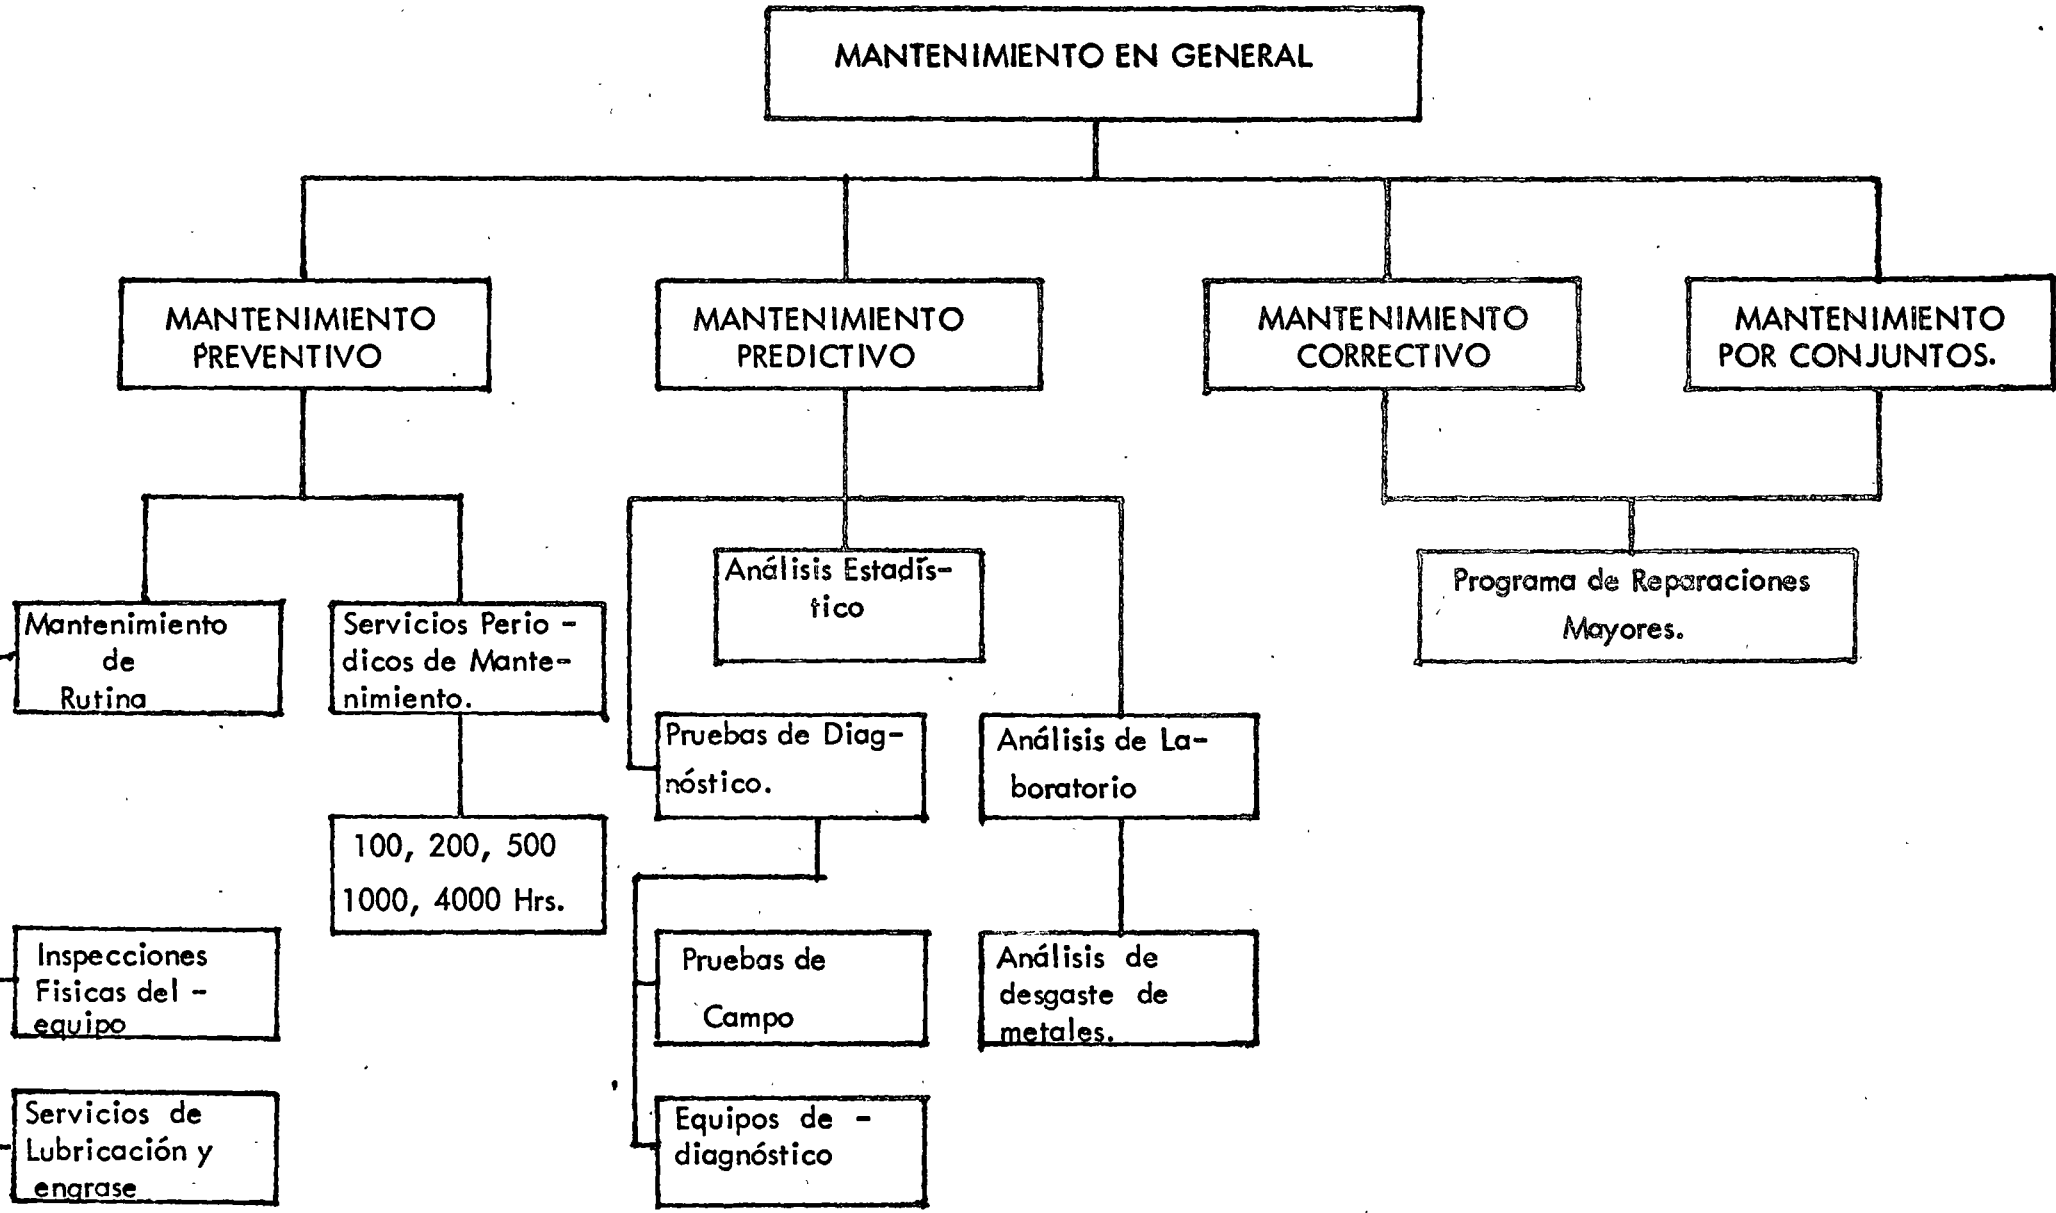 MANTENIMIENTO EN GENERAL
MANTENIMIENTO
PREVENTIVO
MANTENIMIENTO
PREDICTIVO
MANTENIMIENTO
CORRECTIVO
MANTENIMIENTO
POR CONJUNTOS.
Mantenimiento
de
Rutina
Servicios Perio -
dicos de Mante-
nimiento.
Análisis Estadís-
tico
Programa de Reparaciones
Mayores.
Pruebas de Diag-
nóstico.
Análisis de La-
boratorio
100, 200, 500
1000, 4000 Hrs.
Inspecciones
Fisicas del -
equipo
Pruebas de
Campo
Análisis de
desgaste de
metales.
Servicios de
Lubricación y
engrase
Equipos de -
diagnóstico